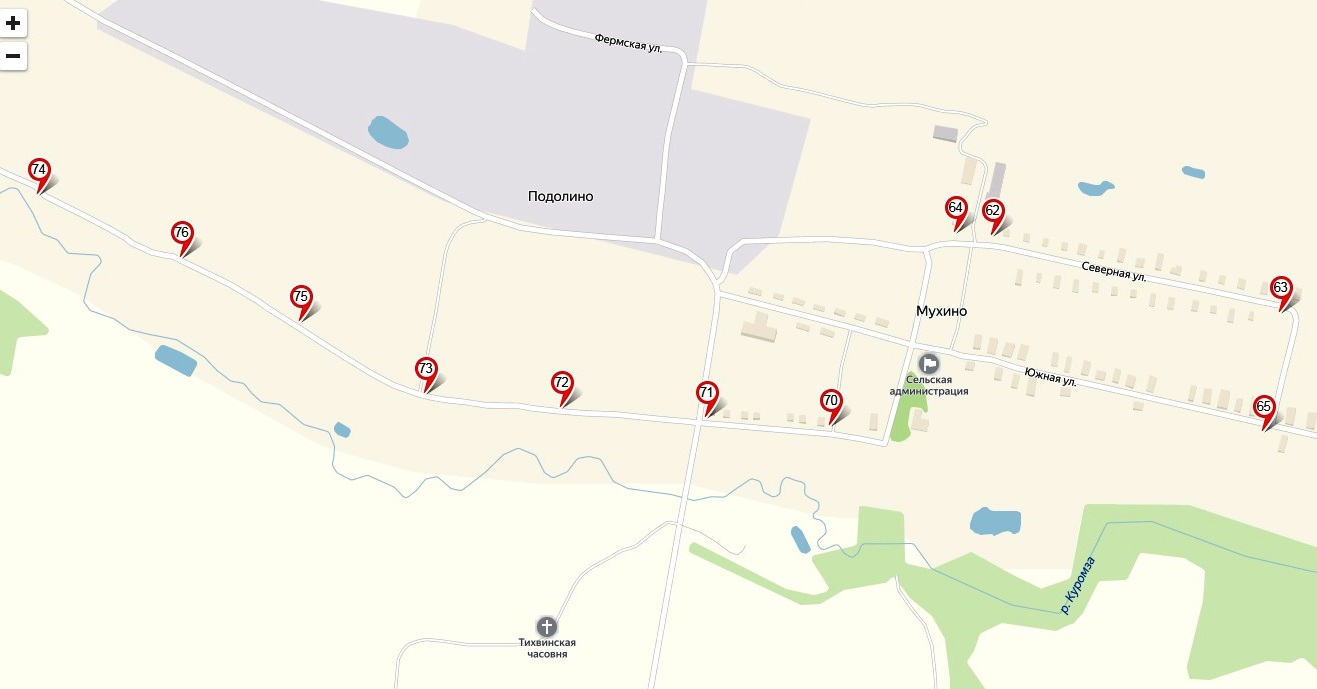 +
−
Фермская ул.
74
Подолино
64
62
76
Северная ул.
75
63
Мухино
73
72
Сельская
администрация
Южная ул.
71
70
65
р. Куромза
Тихвинская
часовня